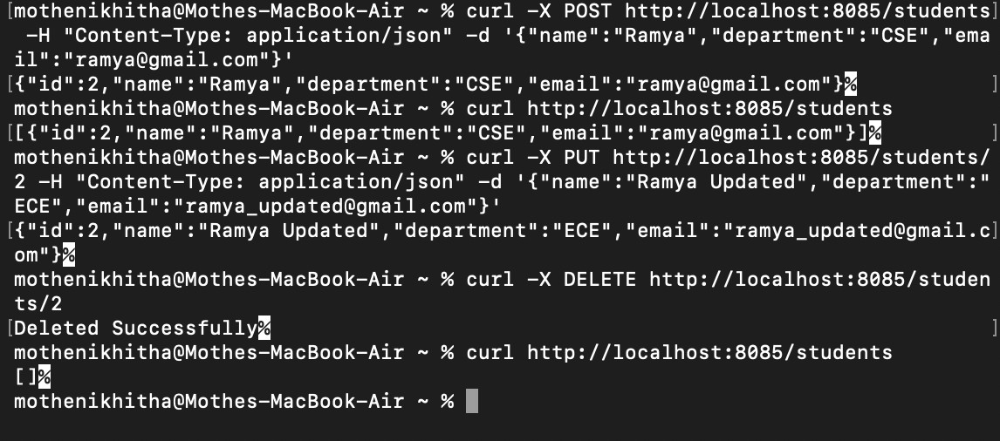 [mothenikhitha@Mothes-MacBook-Air ~ % curl -X POST http://localhost:8085/students]
-H "Content-Type: application/json" -d '{"name":"Ramya","department":"CSE","ema
il":"ramya@gmail.com"}'
[{"id":2,"name":"Ramya","department":"CSE","email":"ramya@gmail.com"}% ]
mothenikhitha@Mothes-MacBook-Air ~ % curl http://localhost:8085/students
[[{"id":2,"name":"Ramya","department":"CSE","email":"ramya@gmail.com"}]% ]
mothenikhitha@Mothes-MacBook-Air ~ % curl -X PUT http://localhost:8085/students/
2 -H "Content-Type: application/json" -d '{"name":"Ramya Updated","department":"
ECE","email":"ramya_updated@gmail.com"}'
[{"id":2,"name":"Ramya Updated","department":"ECE","email":"ramya_updated@gmail.c]
om"}%
mothenikhitha@Mothes-MacBook-Air ~ % curl -X DELETE http://localhost:8085/studen
ts/2
[Deleted Successfully% ]
mothenikhitha@Mothes-MacBook-Air ~ % curl http://localhost:8085/students
[]%
mothenikhitha@Mothes-MacBook-Air ~ %